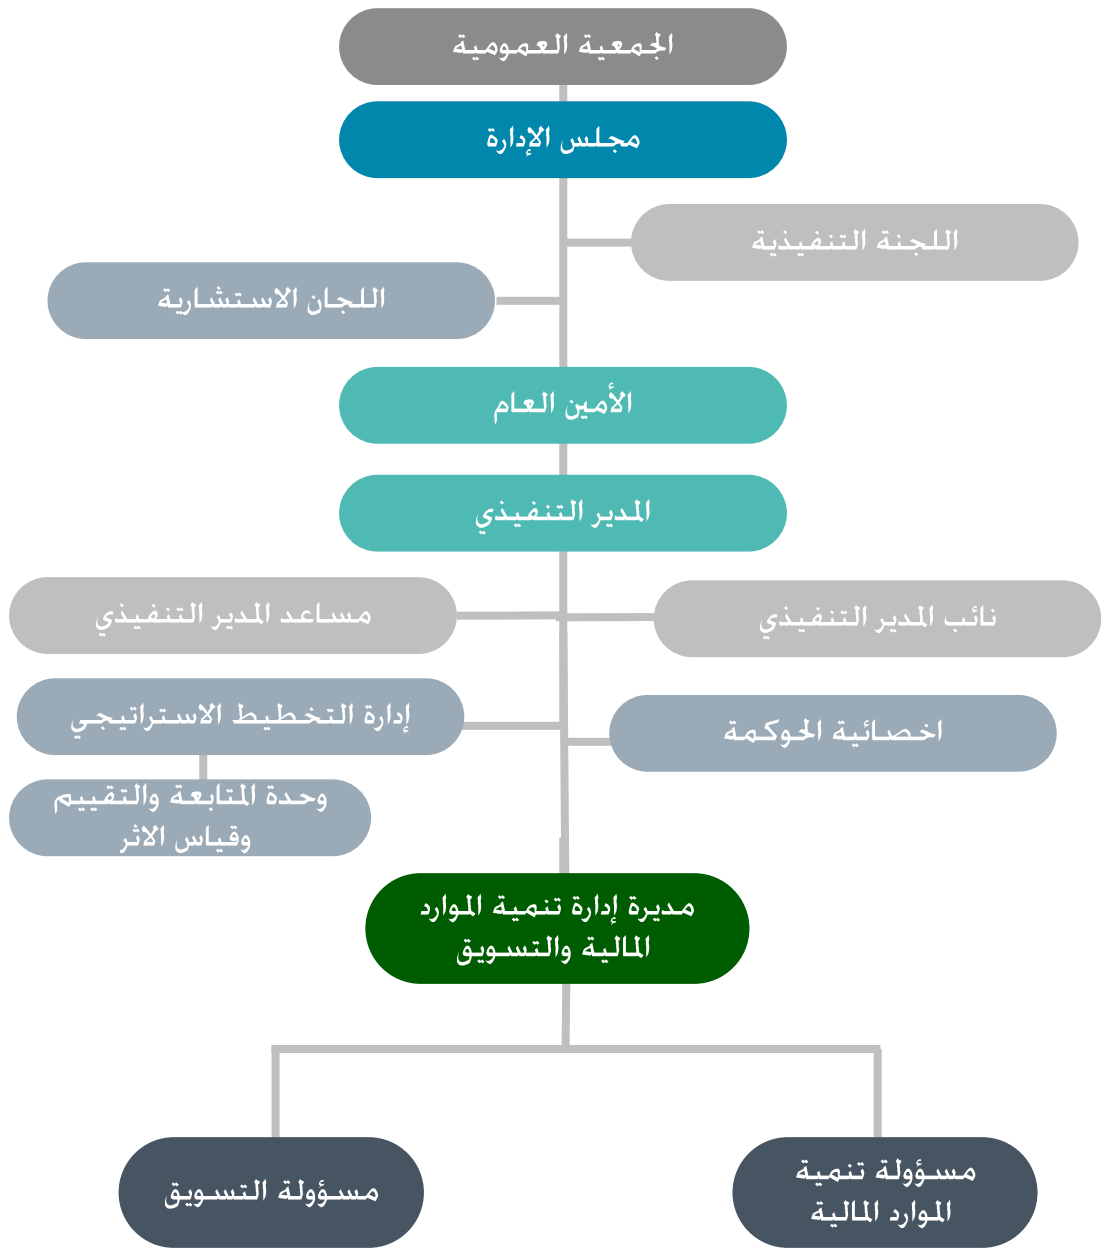 الجمعية العمومية
مجلس الإدارة
اللجنة التنفيذية
اللجان الاستشارية
الأمين العام
المدير التنفيذي
نائب المدير التنفيذي
مساعد المدير التنفيذي
اخصائية الحوكمة
إدارة التخطيط الاستراتيجي
وحدة المتابعة والتقييم
وقياس الاثر
مديرة إدارة تنمية الموارد
المالية والتسويق
مسؤولة تنمية
الموارد المالية
مسؤولة التسويق